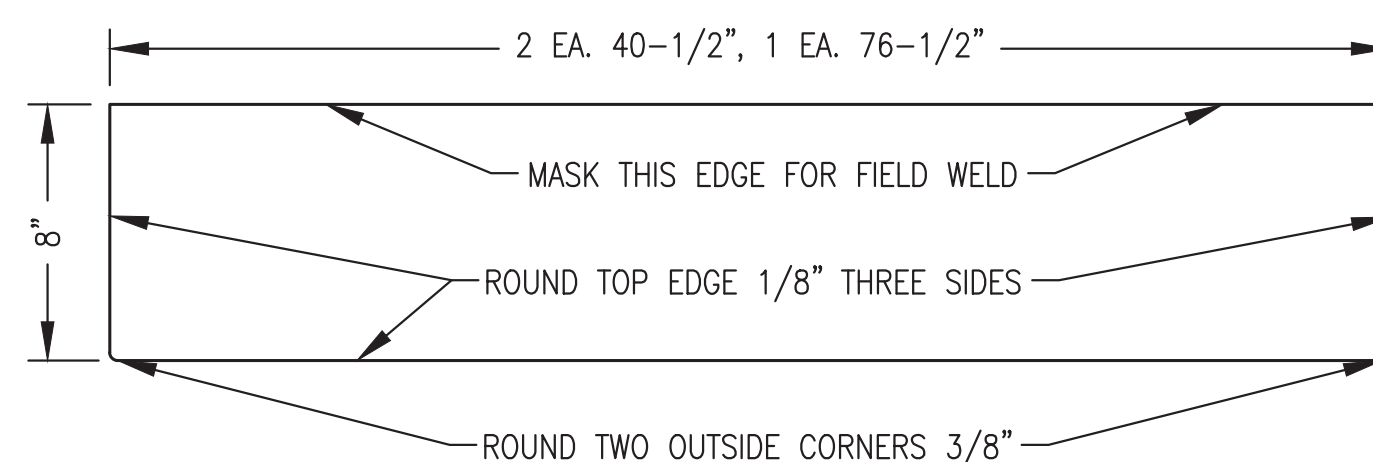 2 EA. 40-1/2", 1 EA. 76-1/2"
MASK THIS EDGE FOR FIELD WELD
8"
ROUND TOP EDGE 1/8" THREE SIDES
ROUND TWO OUTSIDE CORNERS 3/8"